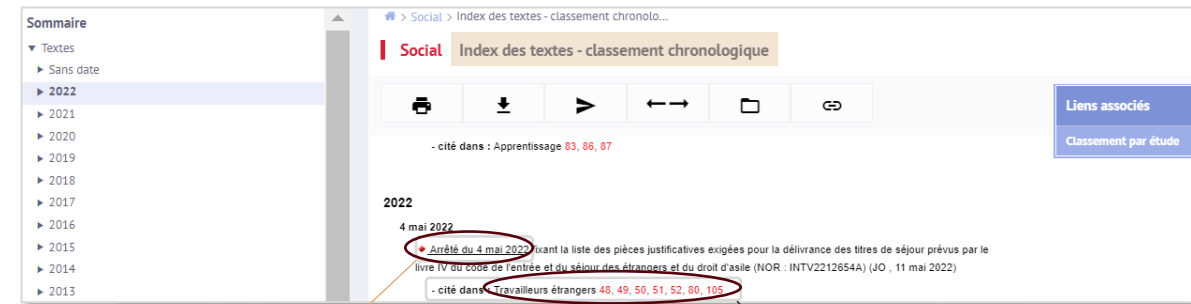 Sommaire
Textes
Sans date
2022
2021
2020
2019
2018
2017
2016
2015
2014
2013
> Social > Index des textes - classement chronolo...
Social Index des textes - classement chronologique
Liens associés
Classement par étude
- cité dans : Apprentissage 83, 86, 87
2022
4 mai 2022
Arrêté du 4 mai 2022 fixant la liste des pièces justificatives exigées pour la délivrance des titres de séjour prévus par le
livre IV du code de l'entrée et du séjour des étrangers et du droit d'asile (NOR : INTV2212654A) (JO , 11 mai 2022)
- cité dans : Travailleurs étrangers 48, 49, 50, 51, 52, 80, 105